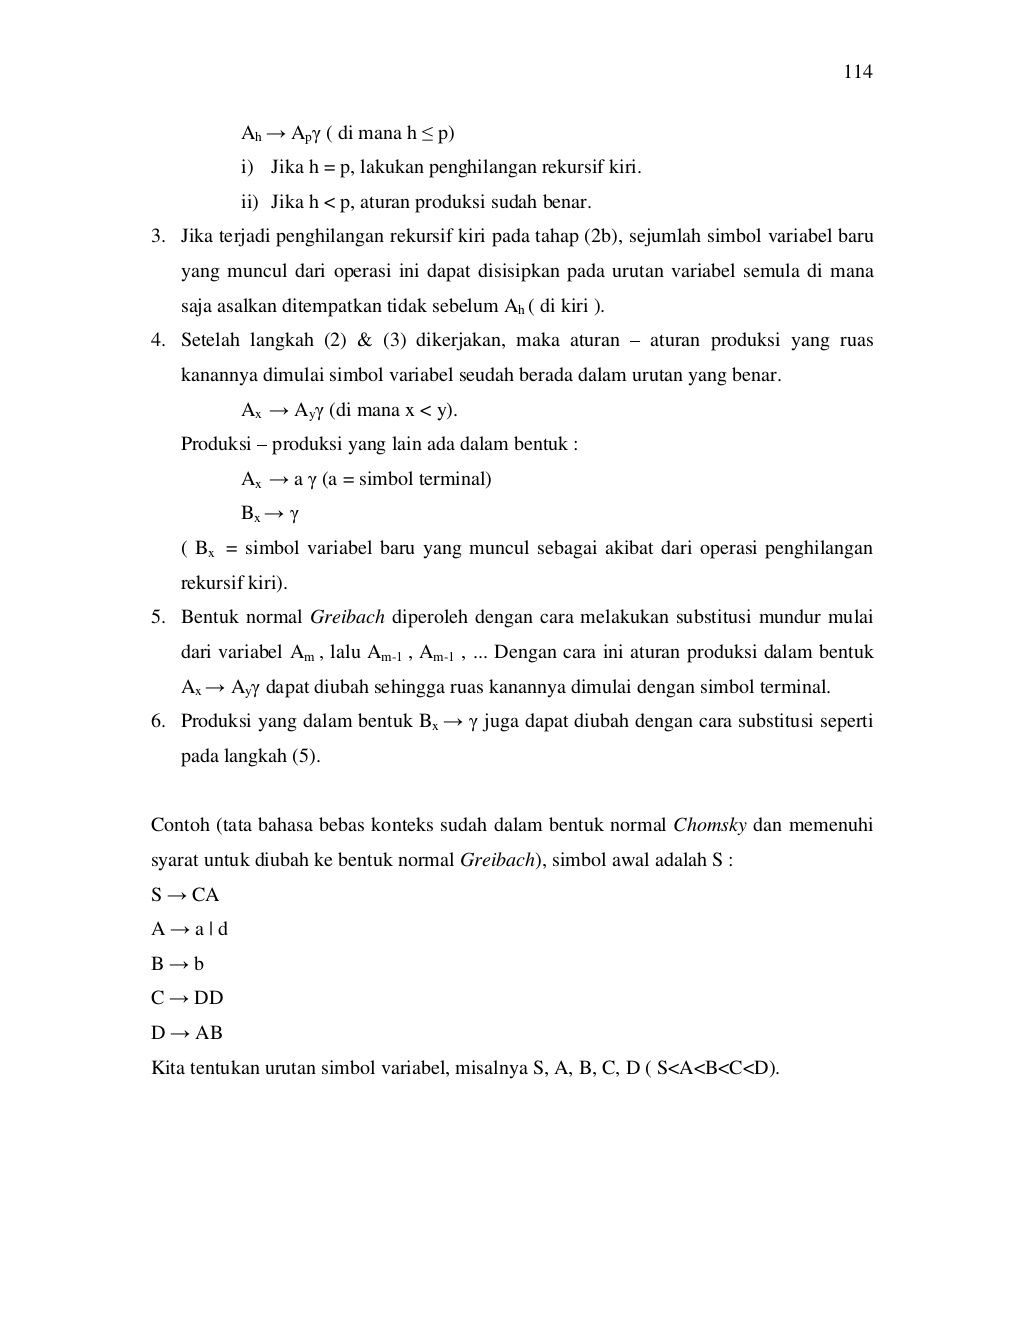 114
Aₕ → Aₚγ ( di mana h ≤ p)
i) Jika h = p, lakukan penghilangan rekursif kiri.
ii) Jika h < p, aturan produksi sudah benar.
3. Jika terjadi penghilangan rekursif kiri pada tahap (2b), sejumlah simbol variabel baru
yang muncul dari operasi ini dapat disisipkan pada urutan variabel semula di mana
saja asalkan ditempatkan tidak sebelum Aₕ ( di kiri ).
4. Setelah langkah (2) & (3) dikerjakan, maka aturan – aturan produksi yang ruas
kanannya dimulai simbol variabel seudah berada dalam urutan yang benar.
Aₓ → Ayγ (di mana x < y).
Produksi – produksi yang lain ada dalam bentuk :
Aₓ → a γ (a = simbol terminal)
Bₓ → γ
( Bₓ = simbol variabel baru yang muncul sebagai akibat dari operasi penghilangan
rekursif kiri).
5. Bentuk normal Greibach diperoleh dengan cara melakukan substitusi mundur mulai
dari variabel Aₘ , lalu Aₘ₋₁ , Aₘ₋₁ , ... Dengan cara ini aturan produksi dalam bentuk
Aₓ → Ayγ dapat diubah sehingga ruas kanannya dimulai dengan simbol terminal.
6. Produksi yang dalam bentuk Bₓ → γ juga dapat diubah dengan cara substitusi seperti
pada langkah (5).
Contoh (tata bahasa bebas konteks sudah dalam bentuk normal Chomsky dan memenuhi
syarat untuk diubah ke bentuk normal Greibach), simbol awal adalah S :
S → CA
A → a | d
B → b
C → DD
D → AB
Kita tentukan urutan simbol variabel, misalnya S, A, B, C, D ( S<A<B<C<D).